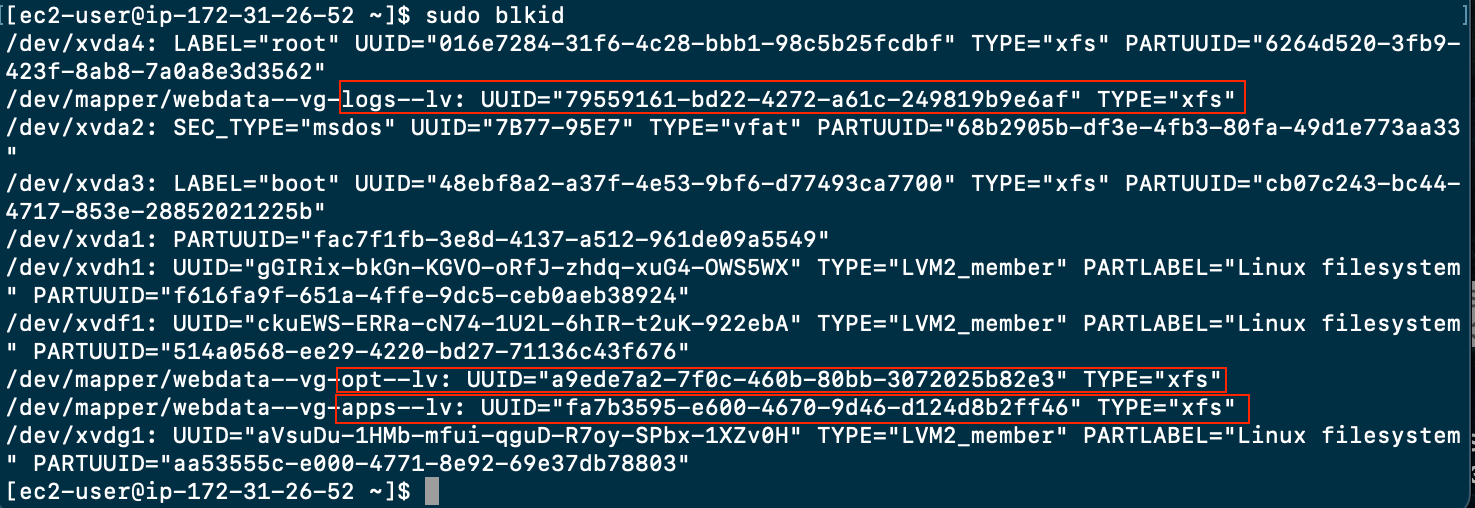 [[ec2-user@ip-172-31-26-52 ~]$ sudo blkid ]
/dev/xvda4: LABEL="root" UUID="016e7284-31f6-4c28-bbb1-98c5b25fcdbf" TYPE="xfs" PARTUUID="6264d520-3fb9-
423f-8ab8-7a0a8e3d3562"
/dev/mapper/webdata--vg-logs--lv: UUID="79559161-bd22-4272-a61c-249819b9e6af" TYPE="xfs"
/dev/xvda2: SEC_TYPE="msdos" UUID="7B77-95E7" TYPE="vfat" PARTUUID="68b2905b-df3e-4fb3-80fa-49d1e773aa33
"
/dev/xvda3: LABEL="boot" UUID="48ebf8a2-a37f-4e53-9bf6-d77493ca7700" TYPE="xfs" PARTUUID="cb07c243-bc44-
4717-853e-28852021225b"
/dev/xvda1: PARTUUID="fac7f1fb-3e8d-4137-a512-961de09a5549"
/dev/xvdh1: UUID="gGIRix-bkGn-KGVO-oRfJ-zhdq-xuG4-OWS5WX" TYPE="LVM2_member" PARTLABEL="Linux filesystem
" PARTUUID="f616fa9f-651a-4ffe-9dc5-ceb0aeb38924"
/dev/xvdf1: UUID="ckuEWS-ERRa-cN74-1U2L-6hIR-t2uK-922ebA" TYPE="LVM2_member" PARTLABEL="Linux filesystem
" PARTUUID="514a0568-ee29-4220-bd27-71136c43f676"
/dev/mapper/webdata--vg-opt--lv: UUID="a9ede7a2-7f0c-460b-80bb-3072025b82e3" TYPE="xfs"
/dev/mapper/webdata--vg-apps--lv: UUID="fa7b3595-e600-4670-9d46-d124d8b2ff46" TYPE="xfs"
/dev/xvdg1: UUID="aVsuDu-1HMb-mfui-qguD-R7oy-SPbx-1XZv0H" TYPE="LVM2_member" PARTLABEL="Linux filesystem
" PARTUUID="aa53555c-e000-4771-8e92-69e37db78803"
[ec2-user@ip-172-31-26-52 ~]$